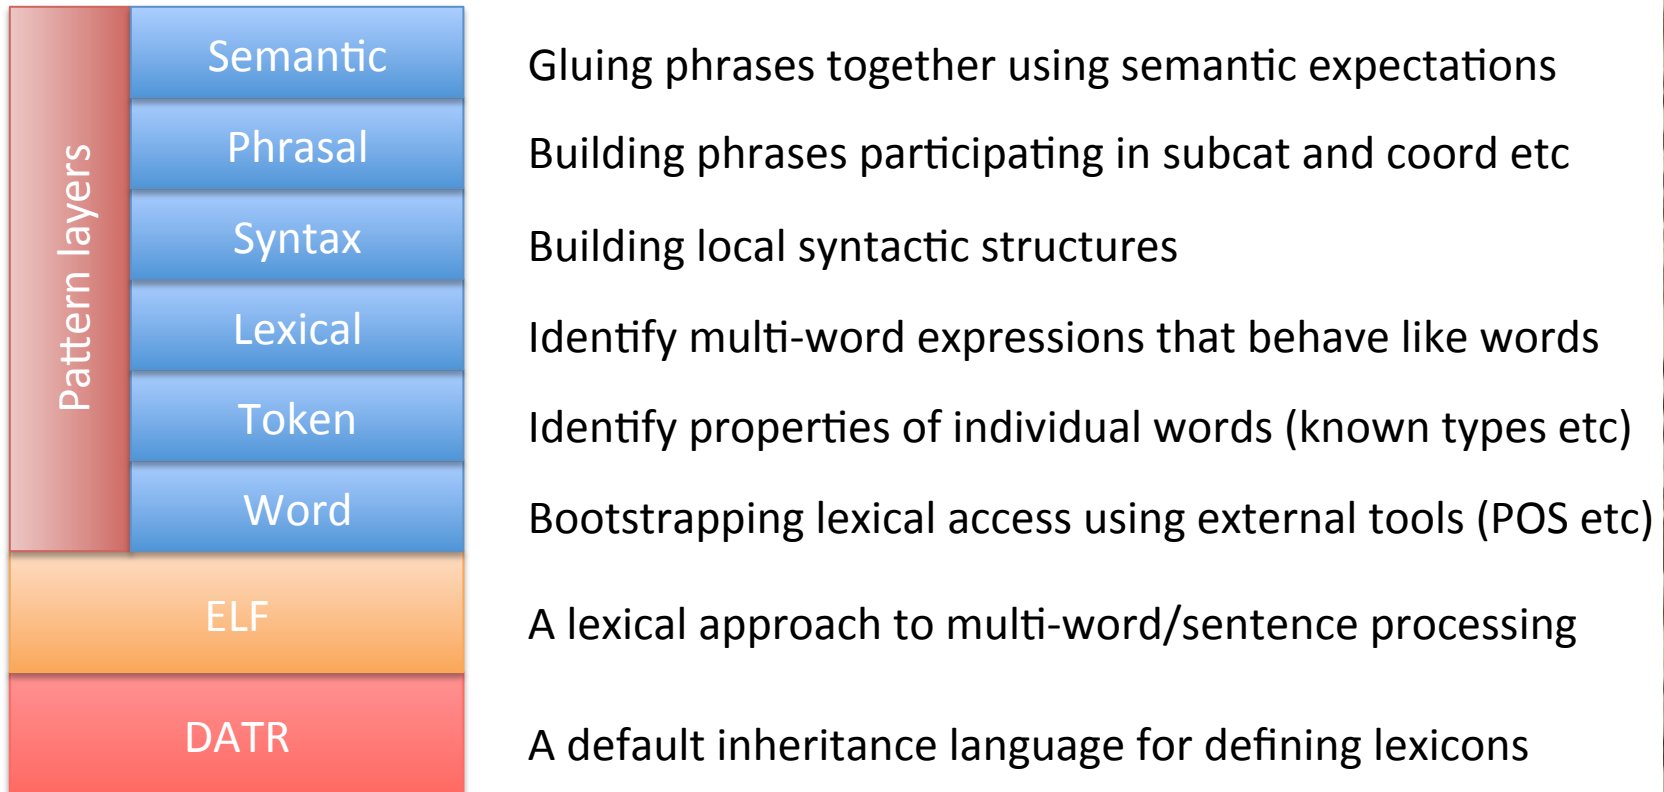 Pattern layers
Semantic
Gluing phrases together using semantic expectations
Phrasal
Building phrases participating in subcat and coord etc
Syntax
Building local syntactic structures
Lexical
Identify multi-word expressions that behave like words
Token
Identify properties of individual words (known types etc)
Word
Bootstrapping lexical access using external tools (POS etc)
ELF
A lexical approach to multi-word/sentence processing
DATR
A default inheritance language for defining lexicons